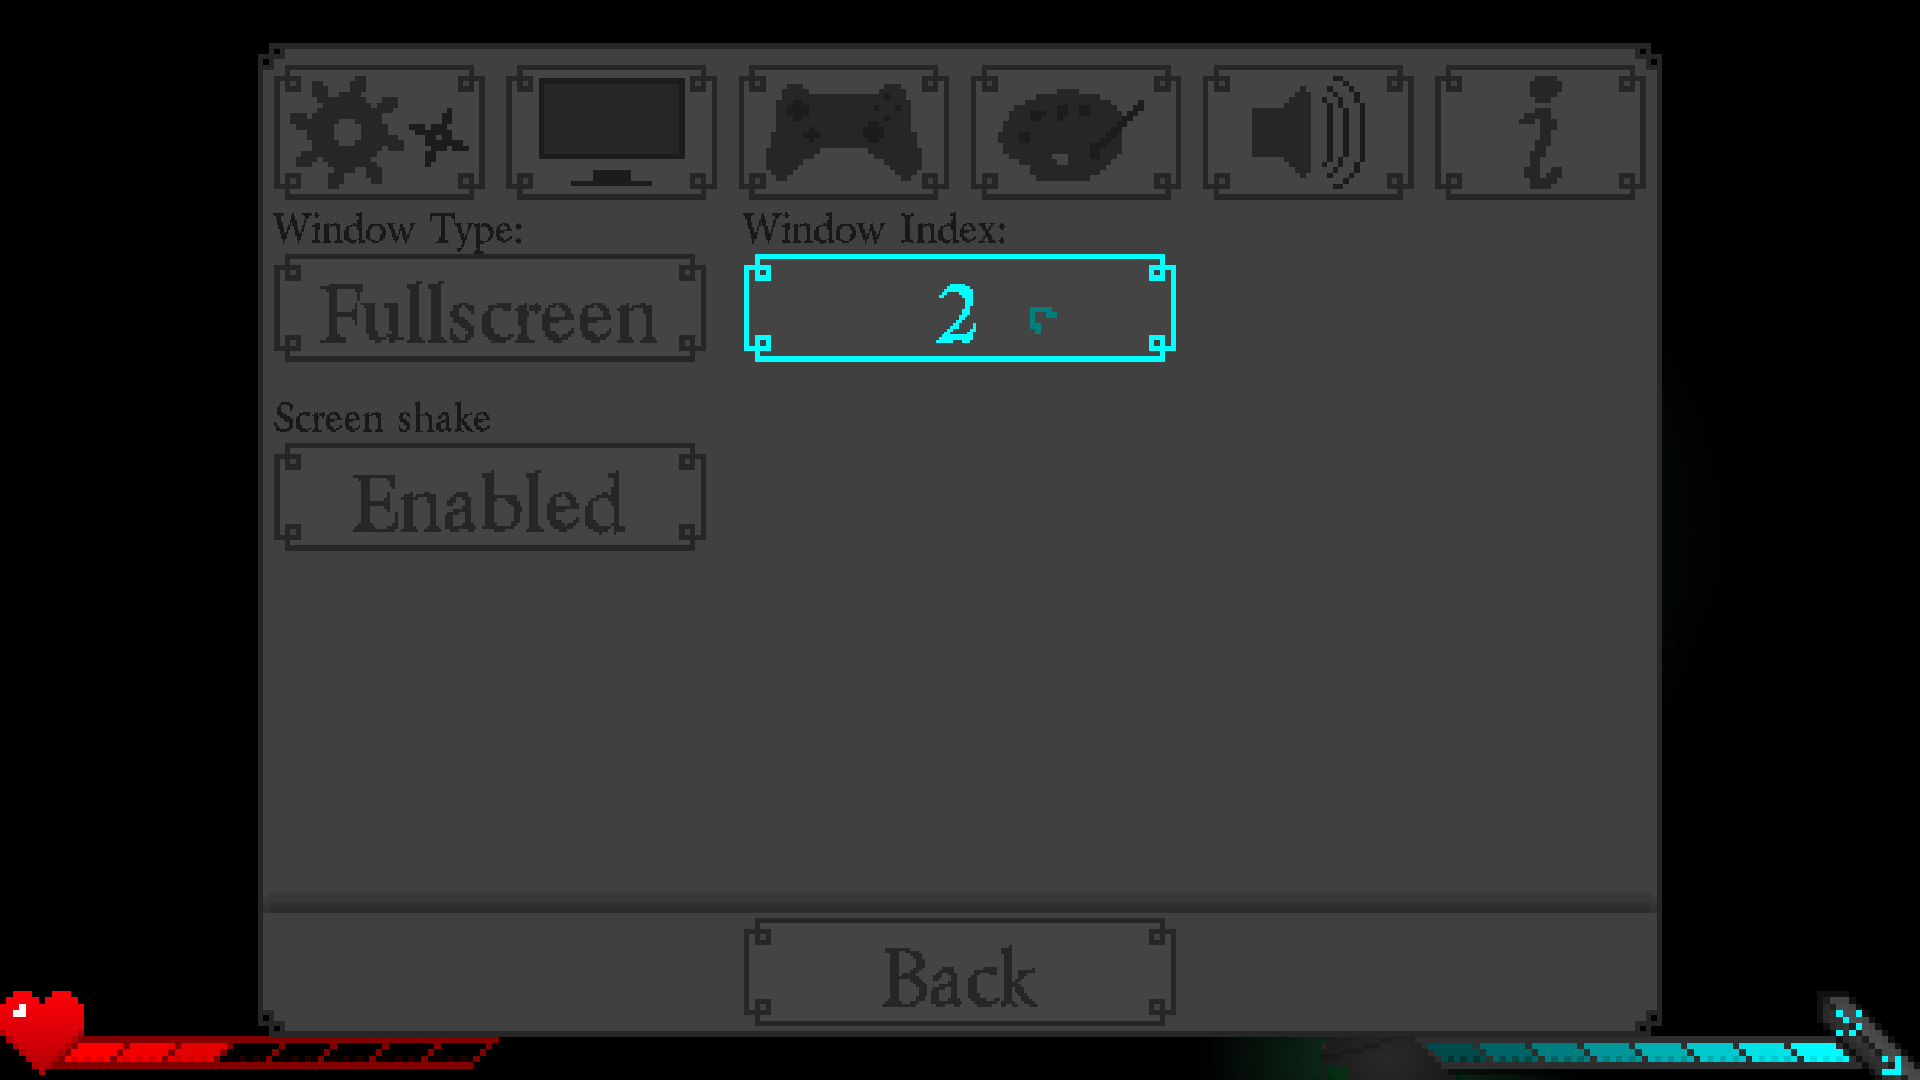 Window Type:
Window Index:
Fullscreen
2
Screen shake
Enabled
Back